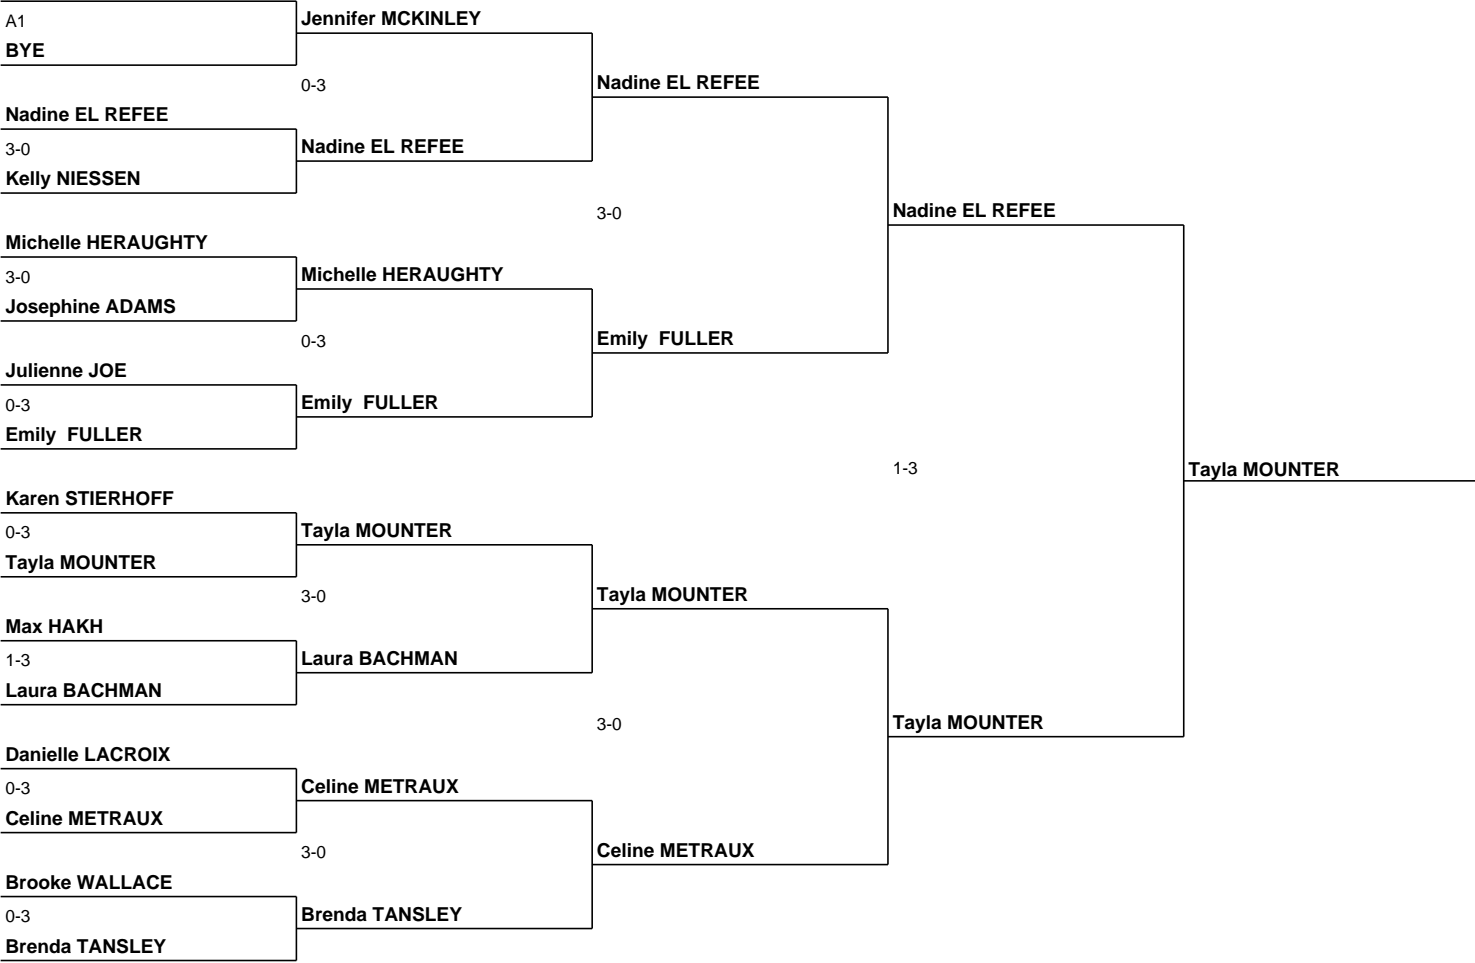 Jennifer MCKINLEY
A1
BYE
0-3
Nadine EL REFEE
Nadine EL REFEE
3-0
Nadine EL REFEE
Kelly NIESSEN
3-0
Nadine EL REFEE
Michelle HERAUGHTY
3-0
Michelle HERAUGHTY
Josephine ADAMS
0-3
Emily  FULLER
Julienne JOE
0-3
Emily  FULLER
Emily  FULLER
1-3
Tayla MOUNTER
Karen STIERHOFF
0-3
Tayla MOUNTER
Tayla MOUNTER
3-0
Tayla MOUNTER
Max HAKH
1-3
Laura BACHMAN
Laura BACHMAN
3-0
Tayla MOUNTER
Danielle LACROIX
0-3
Celine METRAUX
Celine METRAUX
3-0
Celine METRAUX
Brooke WALLACE
0-3
Brenda TANSLEY
Brenda TANSLEY